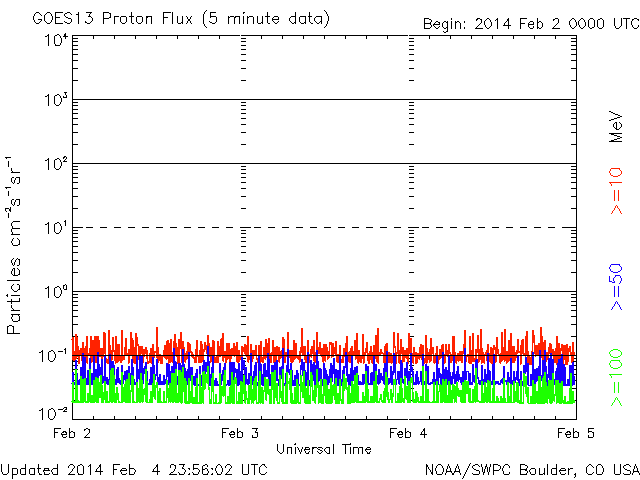 GOES13 Proton Flux (5 minute data)
Begin: 2014 Feb 2 0000 UTC
10⁴
10³
10²
10¹
10⁰
10⁻¹
10⁻²
Particles cm⁻²s⁻¹sr⁻¹
Feb 2
Feb 3
Feb 4
Feb 5
Universal Time
MeV
>=10
>=50
>=100
Updated 2014 Feb  4 23:56:02 UTC
NOAA/SWPC Boulder, CO USA